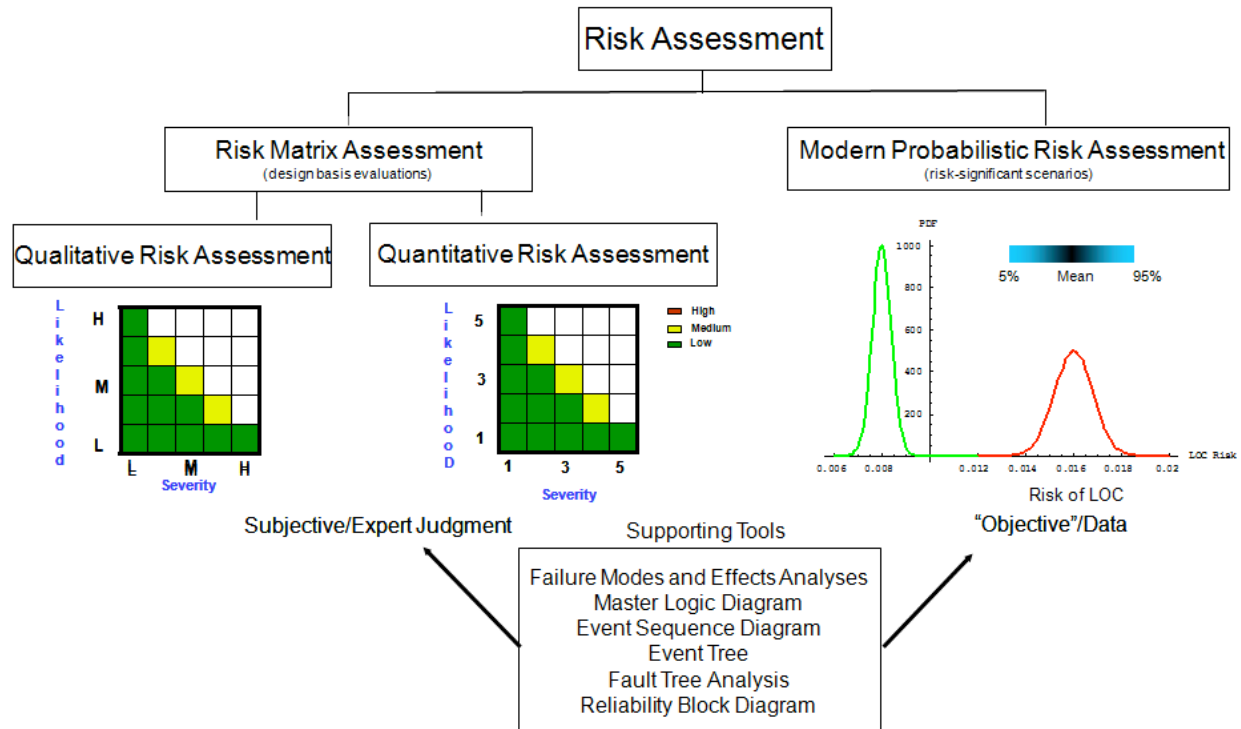 Risk Assessment
Risk Matrix Assessment
(design basis evaluations)
Modern Probabilistic Risk Assessment
(risk-significant scenarios)
Qualitative Risk Assessment
Quantitative Risk Assessment
Likelihood
H
M
L
L
M
H
Severity
LikelihooD
5
3
1
1
3
5
Severity
High
Medium
Low
PDF
1000
800
600
400
200
5%
Mean
95%
0.006
0.008
0.012
0.014
0.016
0.018
0.02
LOC Risk
Risk of LOC
Subjective/Expert Judgment
"Objective"/Data
Supporting Tools
Failure Modes and Effects Analyses
Master Logic Diagram
Event Sequence Diagram
Event Tree
Fault Tree Analysis
Reliability Block Diagram